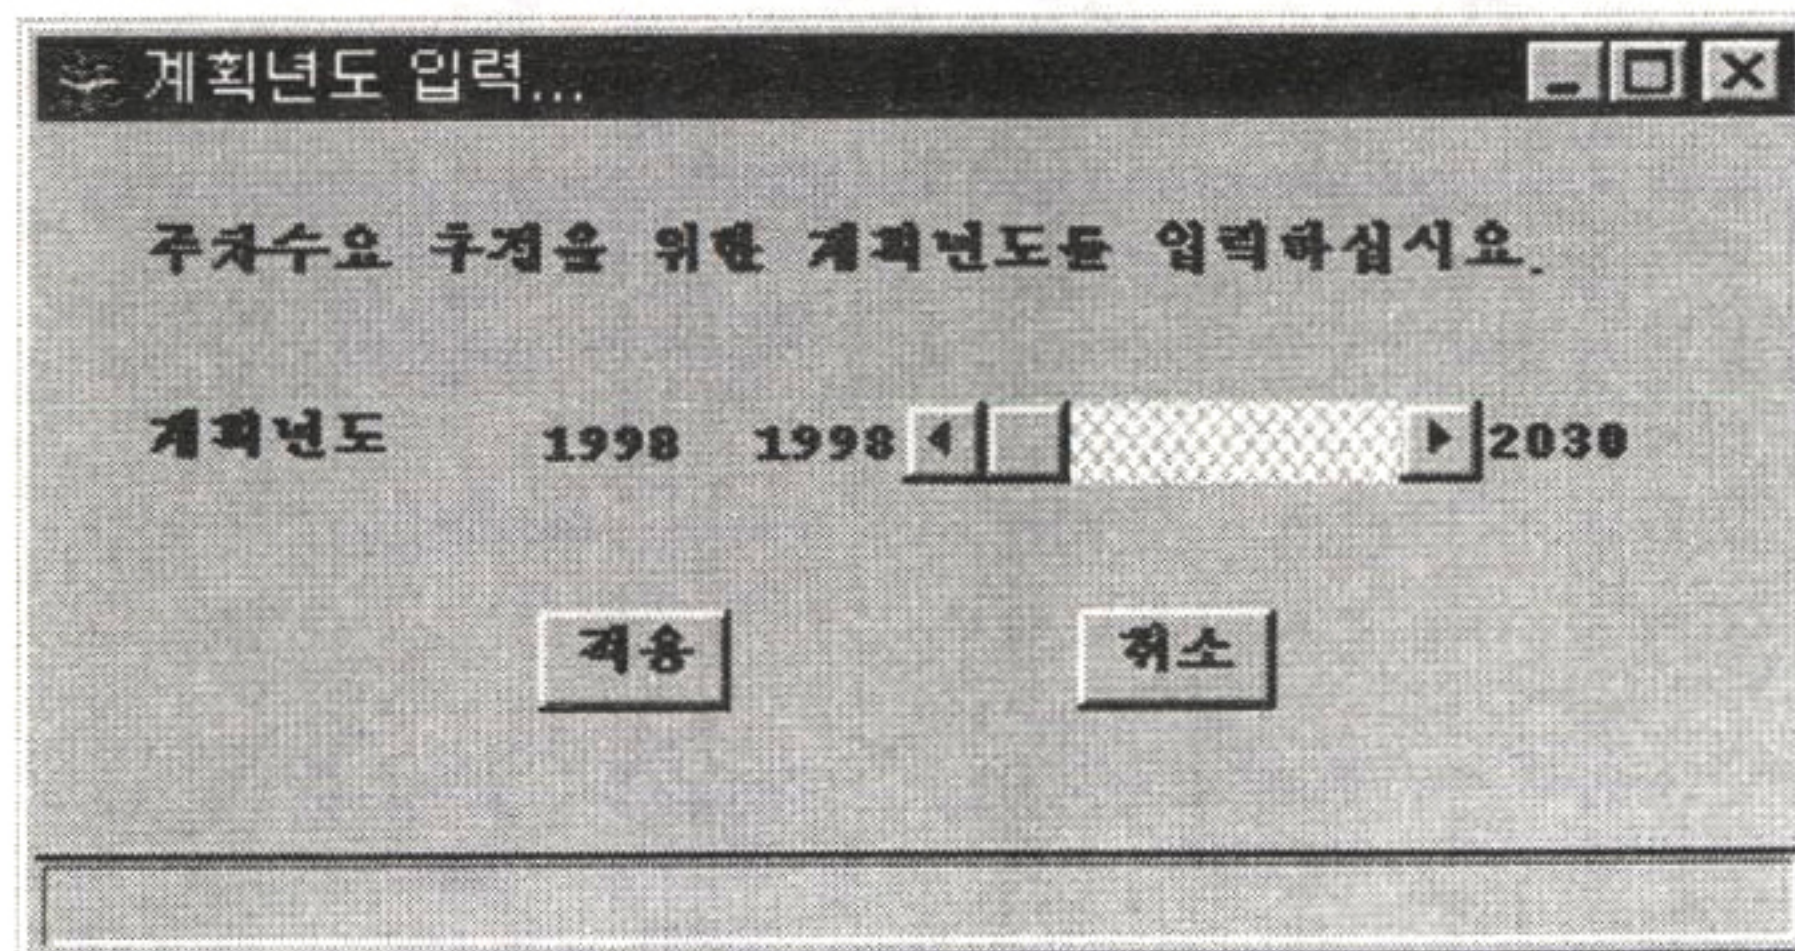 계획년도 입력...
주차수요 추정을 위한 계획년도를 입력하십시요.
계획년도 1998 1998 2030
적용 취소